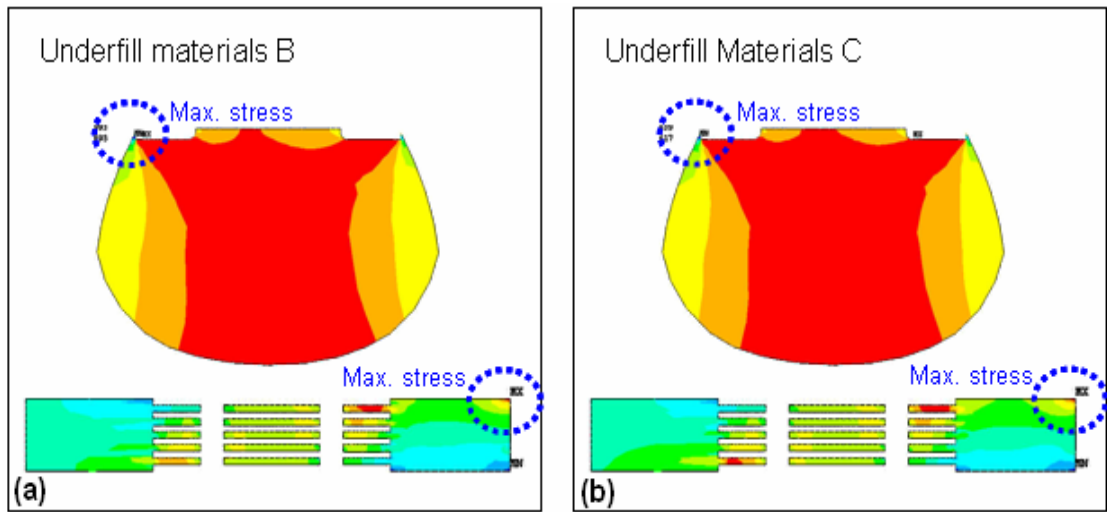 Underfill materials B
Max. stress
Max. stress
(a)
Underfill Materials C
Max. stress
Max. stress
(b)